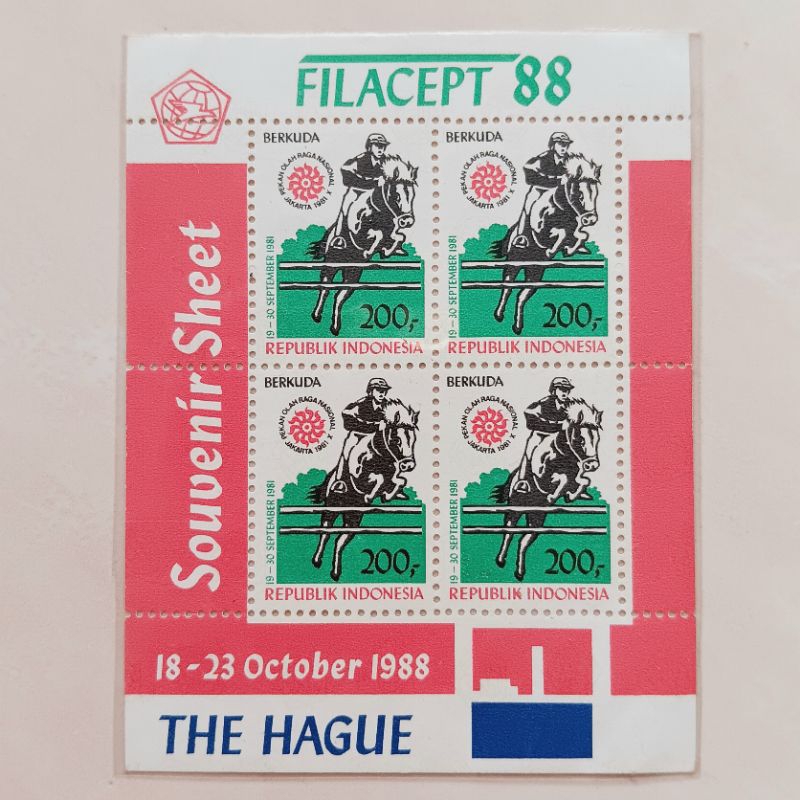 FILACEPT 88
Souvenir Sheet
BERKUDA
PEKAN OLAH RAGA NASIONAL X
JAKARTA 1981
19-30 SEPTEMBER 1981
200,-
REPUBLIK INDONESIA
BERKUDA
PEKAN OLAH RAGA NASIONAL X
JAKARTA 1981
19-30 SEPTEMBER 1981
200,-
REPUBLIK INDONESIA
BERKUDA
PEKAN OLAH RAGA NASIONAL X
JAKARTA 1981
19-30 SEPTEMBER 1981
200,-
REPUBLIK INDONESIA
BERKUDA
PEKAN OLAH RAGA NASIONAL X
JAKARTA 1981
19-30 SEPTEMBER 1981
200,-
REPUBLIK INDONESIA
18-23 October 1988
THE HAGUE